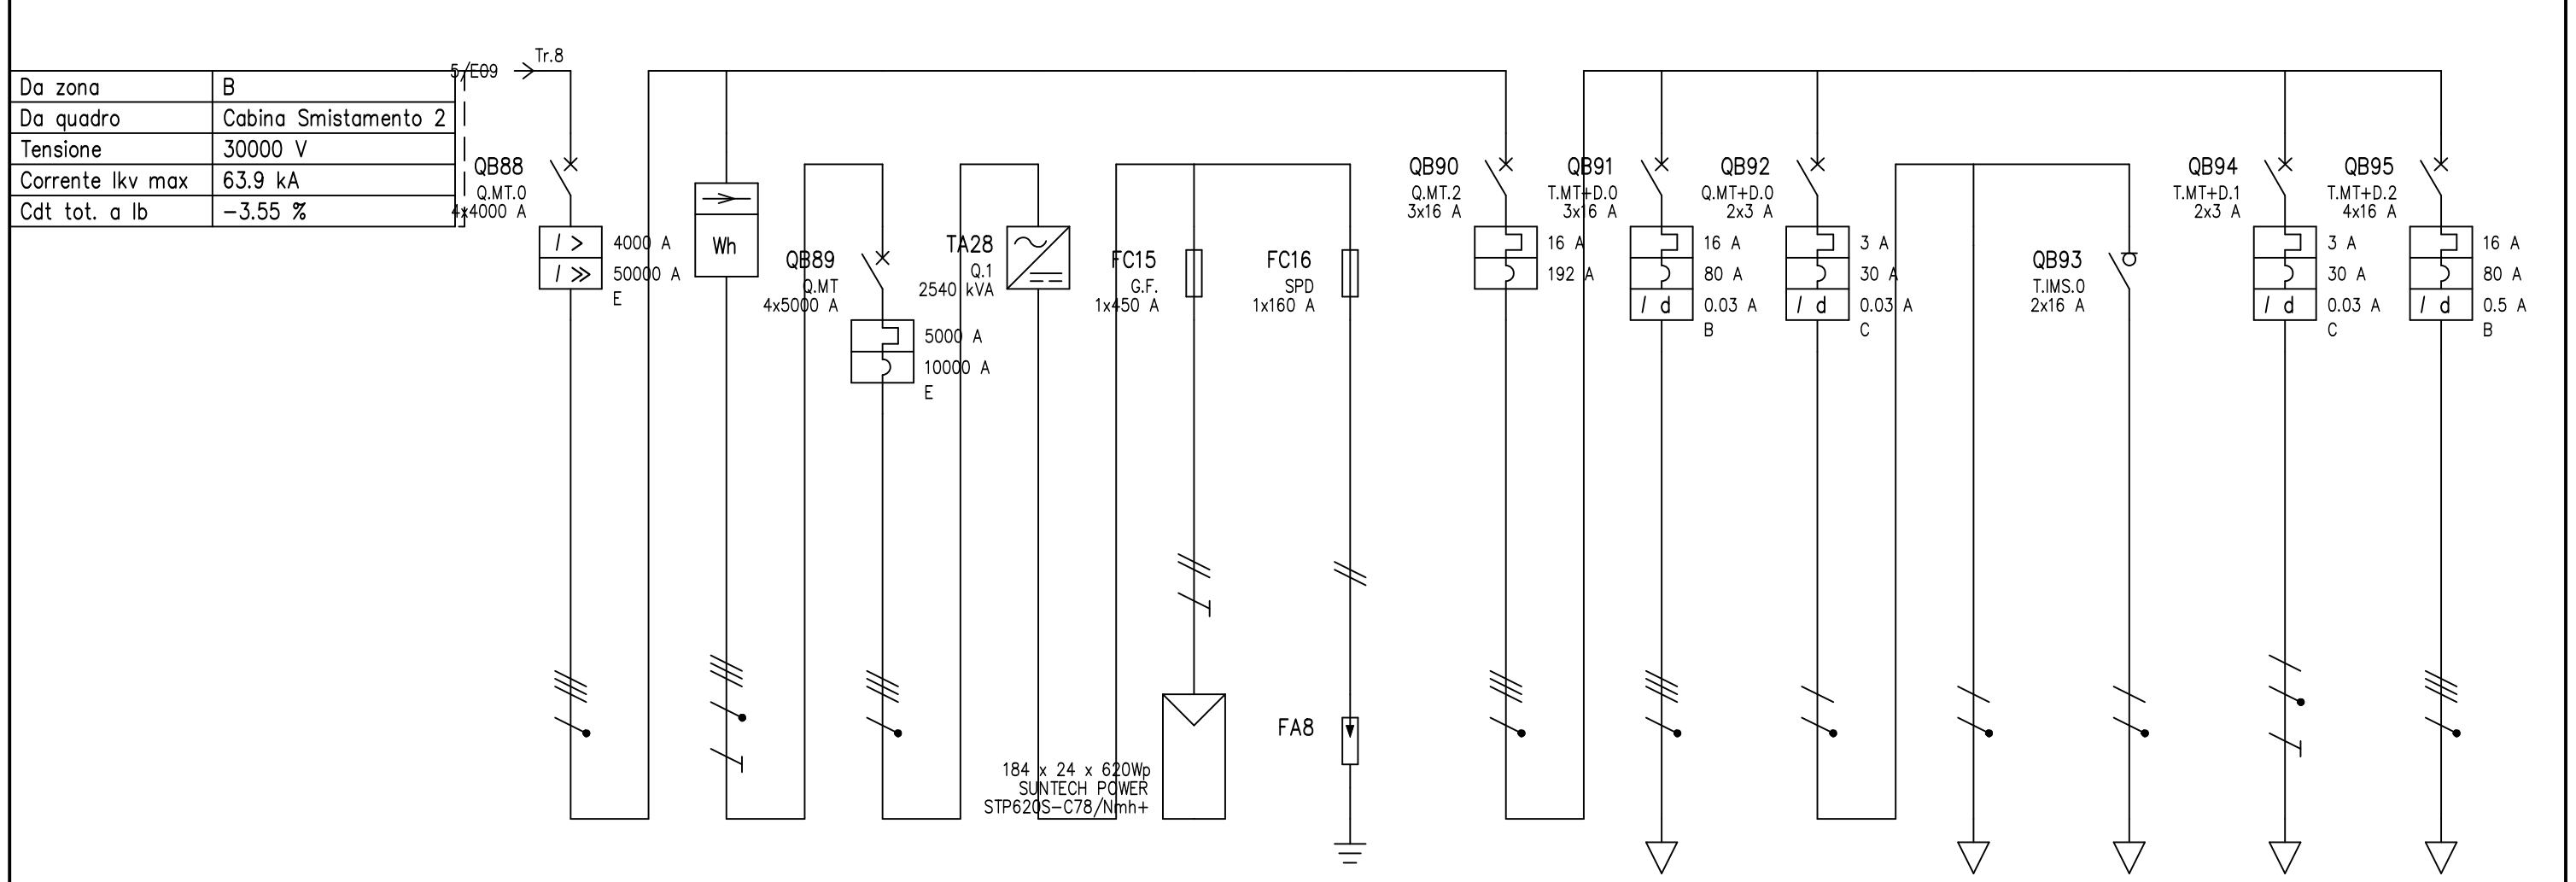 5/E09
Tr.8
Da zona B
Da quadro Cabina Smistamento 2
Tensione 30000 V
Corrente Ikv max 63.9 kA
Cdt tot. a Ib -3.55 %
QB88
Q.MT.0
4x4000 A
I > 4000 A
I >> 50000 A
E
Wh
QB89
Q.MT
4x5000 A
5000 A
10000 A
E
TA28
Q.1
2540 kVA
FC15
G.F.
1x450 A
184 x 24 x 620Wp
SUNTECH POWER
STP620S-C78/Nmh+
FC16
SPD
1x160 A
FA8
QB90
Q.MT.2
3x16 A
16 A
192 A
QB91
T.MT+D.0
3x16 A
16 A
80 A
I d 0.03 A
B
QB92
Q.MT+D.0
2x3 A
3 A
30 A
I d 0.03 A
C
QB93
T.IMS.0
2x16 A
QB94
T.MT+D.1
2x3 A
3 A
30 A
I d 0.03 A
C
QB95
T.MT+D.2
4x16 A
16 A
80 A
I d 0.5 A
B